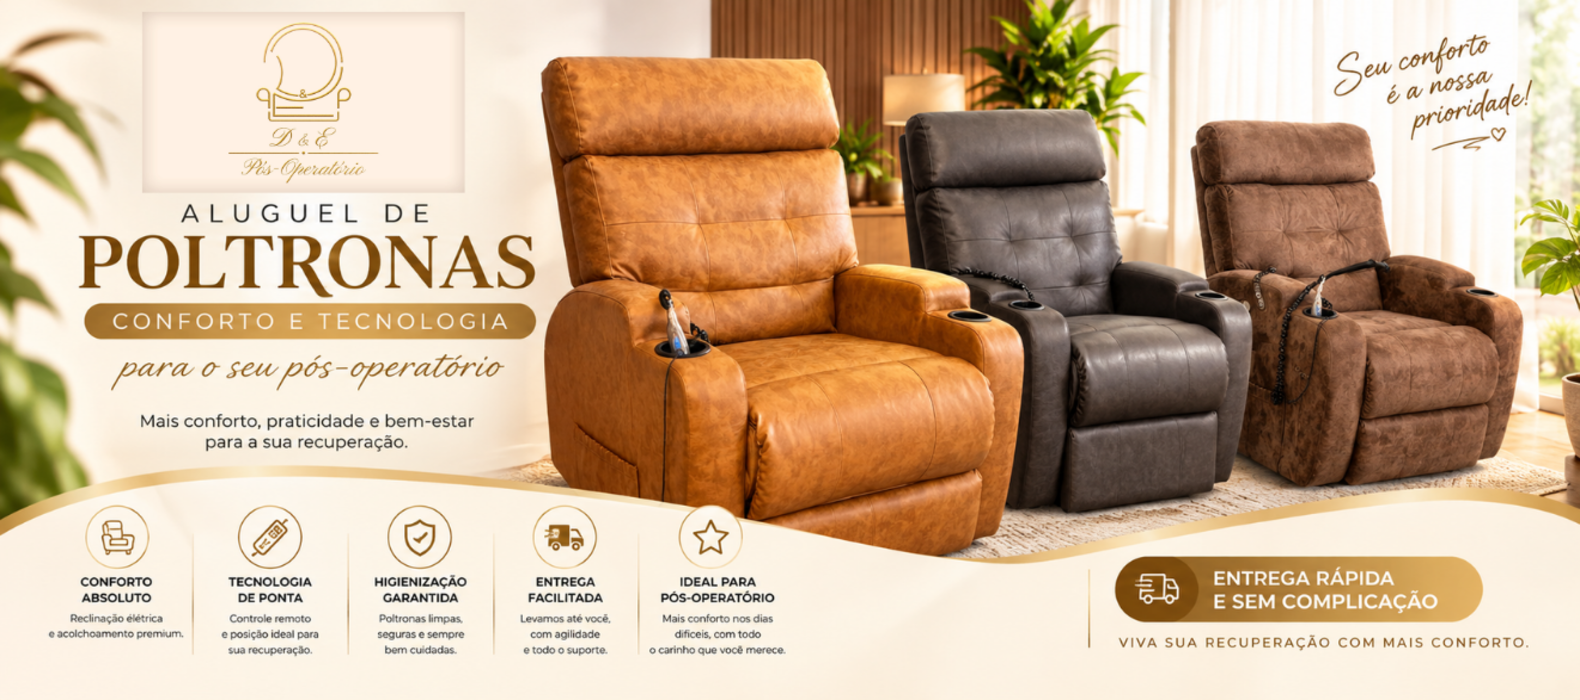 D & E
Pós-Operatório
ALUGUEL DE
POLTRONAS
CONFORTO E TECNOLOGIA
para o seu pós-operatório
Mais conforto, praticidade e bem-estar
para a sua recuperação.
Seu conforto
é a nossa
prioridade!
CONFORTO
ABSOLUTO
Reclinação élétrica
e acolchoamento premium.
TECNOLOGIA
DE PONTA
Controle remoto
e posição ideal para
sua recuperação.
HIGIENIZAÇÃO
GARANTIDA
Poltronas limpas,
seguras e sempre
bem cuidadas.
ENTREGA
FACILITADA
Levamos até você,
com agilidade
e todo o suporte.
IDEAL PARA
PÓS-OPERATÓRIO
Mais conforto nos dias
difíceis, com todo
o carinho que você merece.
ENTREGA RÁPIDA
E SEM COMPLICAÇÃO
VIVA SUA RECUPERAÇÃO COM MAIS CONFORTO.